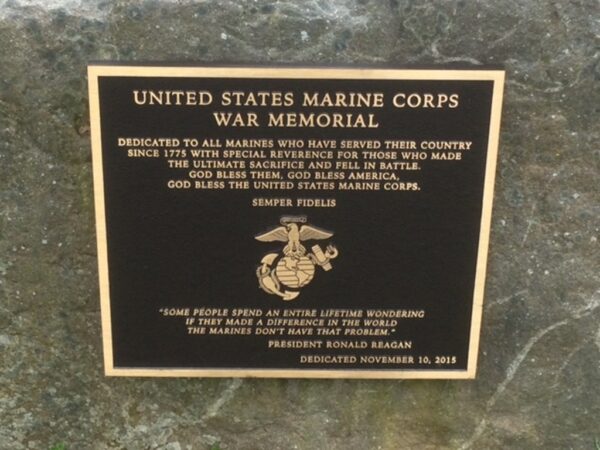 UNITED STATES MARINE CORPS
WAR MEMORIAL
DEDICATED TO ALL MARINES WHO HAVE SERVED THEIR COUNTRY
SINCE 1775 WITH SPECIAL REVERENCE FOR THOSE WHO MADE
THE ULTIMATE SACRIFICE AND FELL IN BATTLE.
GOD BLESS THEM, GOD BLESS AMERICA,
GOD BLESS THE UNITED STATES MARINE CORPS.
SEMPER FIDELIS
"SOME PEOPLE SPEND AN ENTIRE LIFETIME WONDERING
IF THEY MADE A DIFFERENCE IN THE WORLD
THE MARINES DON'T HAVE THAT PROBLEM."
PRESIDENT RONALD REAGAN
DEDICATED NOVEMBER 10, 2015